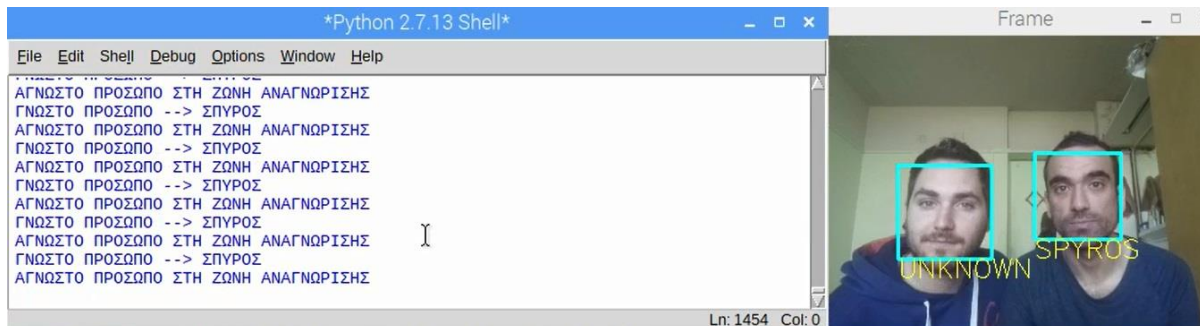 *Python 2.7.13 Shell*
File Edit Shell Debug Options Window Help
ΓΝΩΣΤΟ ΠΡΟΣΩΠΟ --> ΣΠΥΡΟΣ
ΑΓΝΩΣΤΟ ΠΡΟΣΩΠΟ ΣΤΗ ΖΩΝΗ ΑΝΑΓΝΩΡΙΣΗΣ
ΓΝΩΣΤΟ ΠΡΟΣΩΠΟ --> ΣΠΥΡΟΣ
ΑΓΝΩΣΤΟ ΠΡΟΣΩΠΟ ΣΤΗ ΖΩΝΗ ΑΝΑΓΝΩΡΙΣΗΣ
ΓΝΩΣΤΟ ΠΡΟΣΩΠΟ --> ΣΠΥΡΟΣ
ΑΓΝΩΣΤΟ ΠΡΟΣΩΠΟ ΣΤΗ ΖΩΝΗ ΑΝΑΓΝΩΡΙΣΗΣ
ΓΝΩΣΤΟ ΠΡΟΣΩΠΟ --> ΣΠΥΡΟΣ
ΑΓΝΩΣΤΟ ΠΡΟΣΩΠΟ ΣΤΗ ΖΩΝΗ ΑΝΑΓΝΩΡΙΣΗΣ
ΓΝΩΣΤΟ ΠΡΟΣΩΠΟ --> ΣΠΥΡΟΣ
ΑΓΝΩΣΤΟ ΠΡΟΣΩΠΟ ΣΤΗ ΖΩΝΗ ΑΝΑΓΝΩΡΙΣΗΣ
ΓΝΩΣΤΟ ΠΡΟΣΩΠΟ --> ΣΠΥΡΟΣ
ΑΓΝΩΣΤΟ ΠΡΟΣΩΠΟ ΣΤΗ ΖΩΝΗ ΑΝΑΓΝΩΡΙΣΗΣ
Ln: 1454 Col: 0
Frame
SPYROS
UNKNOWN